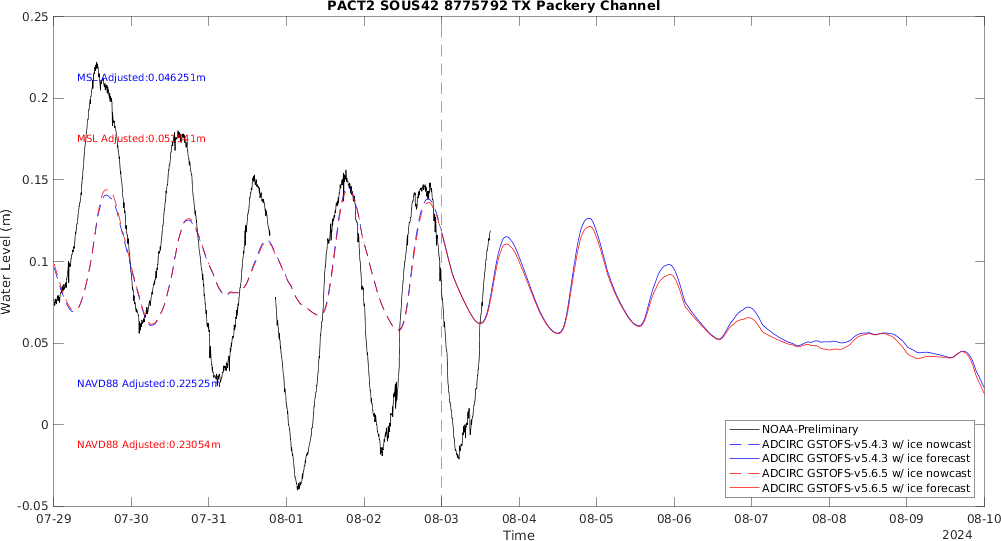 PACT2 SOUS42 8775792 TX Packery Channel
0.25
0.2
0.15
0.1
0.05
0
-0.05
Water Level (m)
MSL Adjusted:0.046251m
MSL
NAVD88 Adjusted:0.22525m
NAVD88 Adjusted:0.23054m
NOAA-Preliminary
ADCIRC GSTOFS-v5.4.3 w/ ice nowcast
ADCIRC GSTOFS-v5.4.3 w/ ice forecast
ADCIRC GSTOFS-v5.6.5 w/ ice nowcast
ADCIRC GSTOFS-v5.6.5 w/ ice forecast
07-29 07-30 07-31 08-01 08-02 08-03 08-04 08-05 08-06 08-07 08-08 08-09 08-10
Time
2024